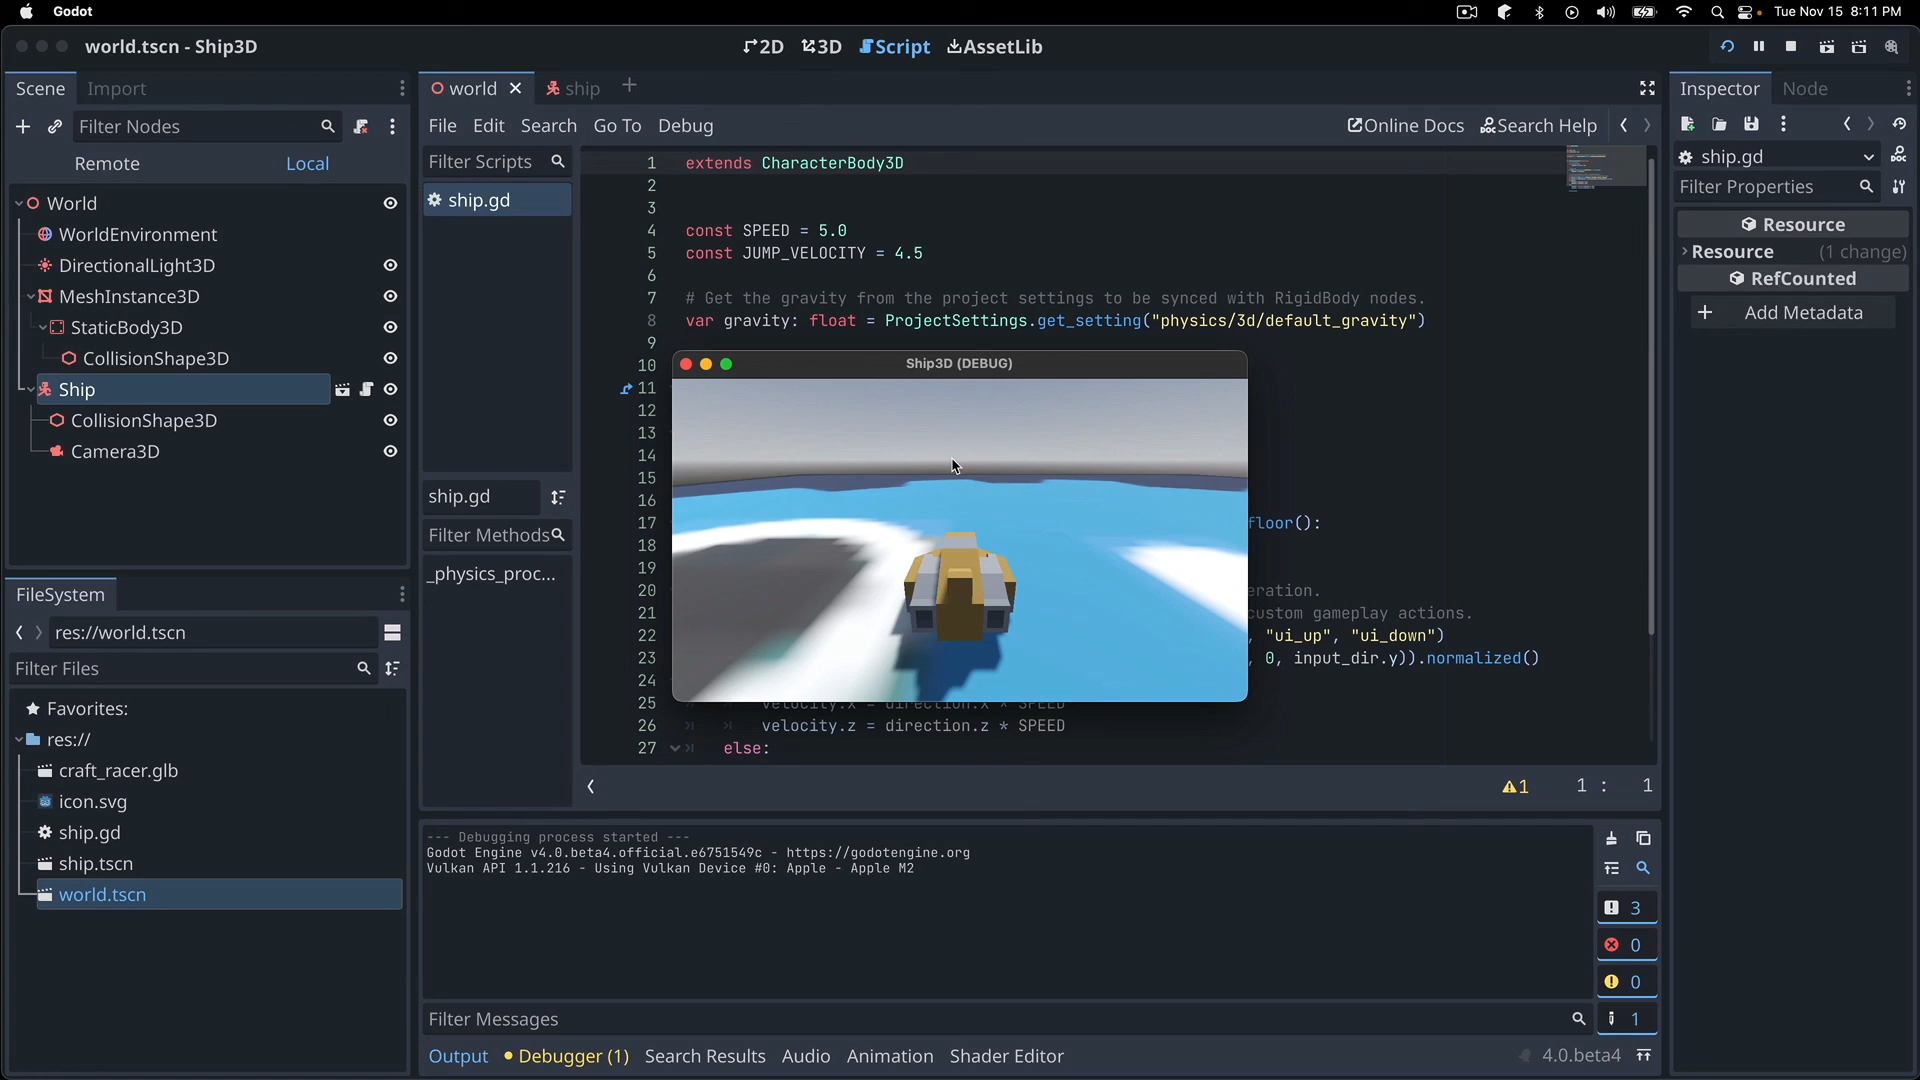 Godot
Tue Nov 15 8:11 PM
world.tscn - Ship3D
2D
3D
Script
AssetLib
Scene
Import
Filter Nodes
Remote
Local
World
WorldEnvironment
DirectionalLight3D
MeshInstance3D
StaticBody3D
CollisionShape3D
Ship
CollisionShape3D
Camera3D
FileSystem
res://world.tscn
Filter Files
Favorites:
res://
craft_racer.glb
icon.svg
ship.gd
ship.tscn
world.tscn
world
ship
File Edit Search Go To Debug
Online Docs
Search Help
Filter Scripts
ship.gd
ship.gd
Filter Methods
_physics_proc...
1 extends CharacterBody3D
2
3
4 const SPEED = 5.0
5 const JUMP_VELOCITY = 4.5
6
7 # Get the gravity from the project settings to be synced with RigidBody nodes.
8 var gravity: float = ProjectSettings.get_setting("physics/3d/default_gravity")
9
10
11
12
13
14
15
16
17 floor():
18
19
20 eration.
21 custom gameplay actions.
22 , "ui_up", "ui_down")
23 , 0, input_dir.y)).normalized()
24
25 velocity.x = direction.x * SPEED
26 velocity.z = direction.z * SPEED
27 else:
Ship3D (DEBUG)
1
1 : 1
--- Debugging process started ---
Godot Engine v4.0.beta4.official.e6751549c - https://godotengine.org
Vulkan API 1.1.216 - Using Vulkan Device #0: Apple - Apple M2
3
0
0
1
Filter Messages
Output
Debugger (1)
Search Results
Audio
Animation
Shader Editor
4.0.beta4
Inspector
Node
ship.gd
Filter Properties
Resource
Resource (1 change)
RefCounted
Add Metadata